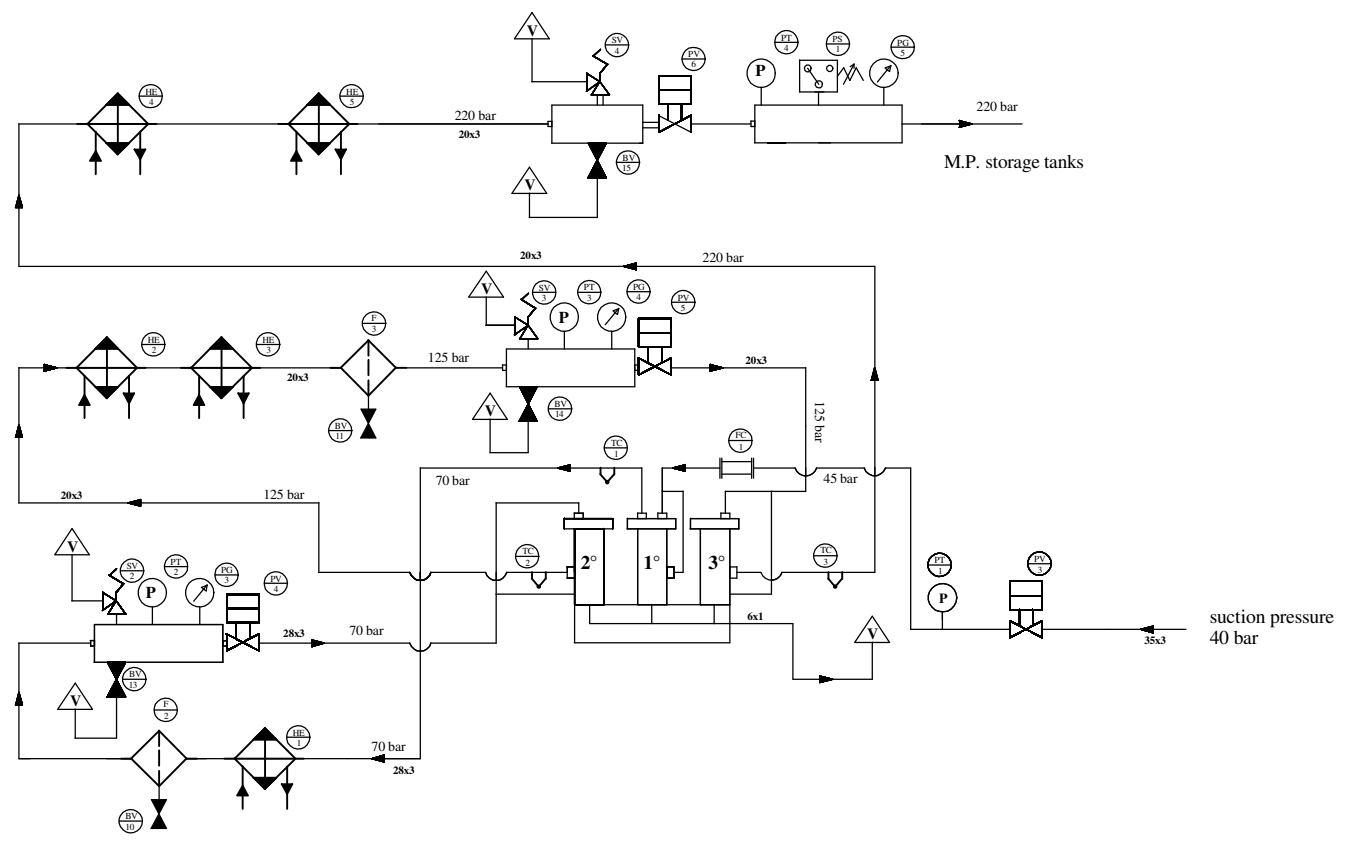 V
SV
4
PV
6
PT
4
PS
1
PG
5
P
HE
4
HE
5
220 bar
20x3
220 bar
BV
15
V
M.P. storage tanks
20x3
220 bar
V
SV
3
PT
3
PG
4
PV
5
P
F
3
HE
2
HE
3
20x3
125 bar
20x3
BV
11
V
BV
14
125 bar
TC
1
FC
1
70 bar
45 bar
20x3
125 bar
V
SV
2
PT
2
PG
3
PV
4
P
TC
2
2°
1°
3°
TC
3
PT
1
PV
3
P
28x3
70 bar
6x1
V
35x3
suction pressure
40 bar
V
BV
13
F
2
HE
1
70 bar
28x3
BV
10